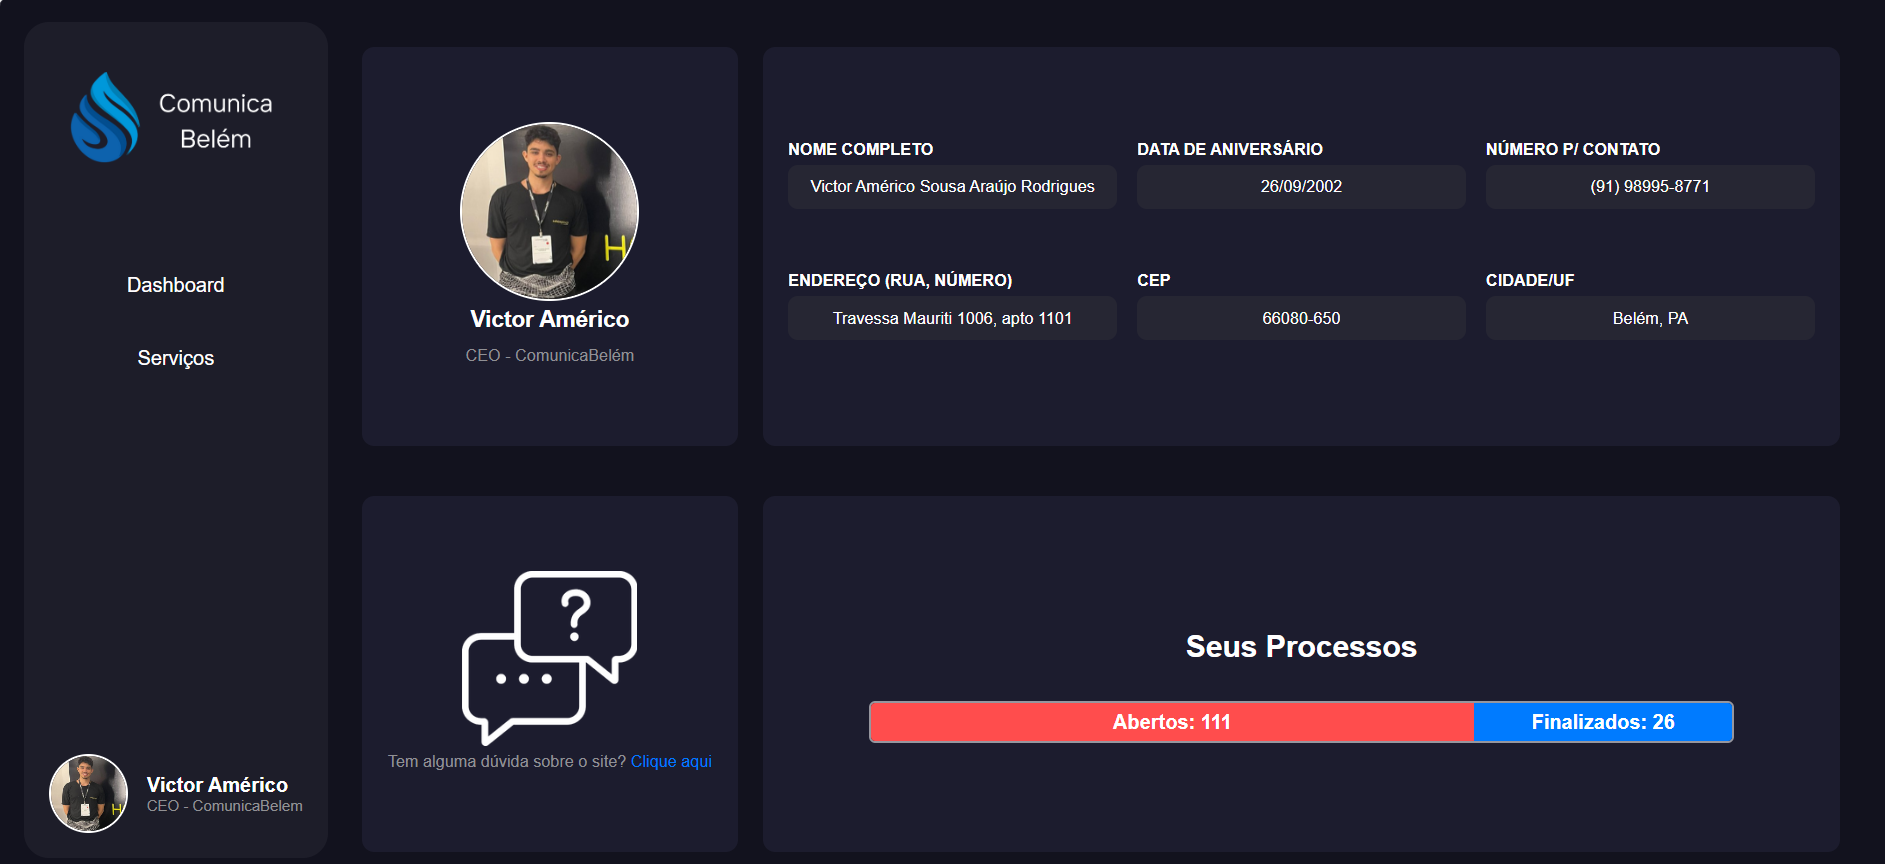 Comunica
Belém
Dashboard
Serviços
Victor Américo
CEO - ComunicaBelem
H
Victor Américo
CEO - ComunicaBelém
NOME COMPLETO
Victor Américo Sousa Araújo Rodrigues
DATA DE ANIVERSÁRIO
26/09/2002
NÚMERO P/ CONTATO
(91) 98995-8771
ENDEREÇO (RUA, NÚMERO)
Travessa Mauriti 1006, apto 1101
CEP
66080-650
CIDADE/UF
Belém, PA
?
Tem alguma dúvida sobre o site? Clique aqui
Seus Processos
Abertos: 111
Finalizados: 26